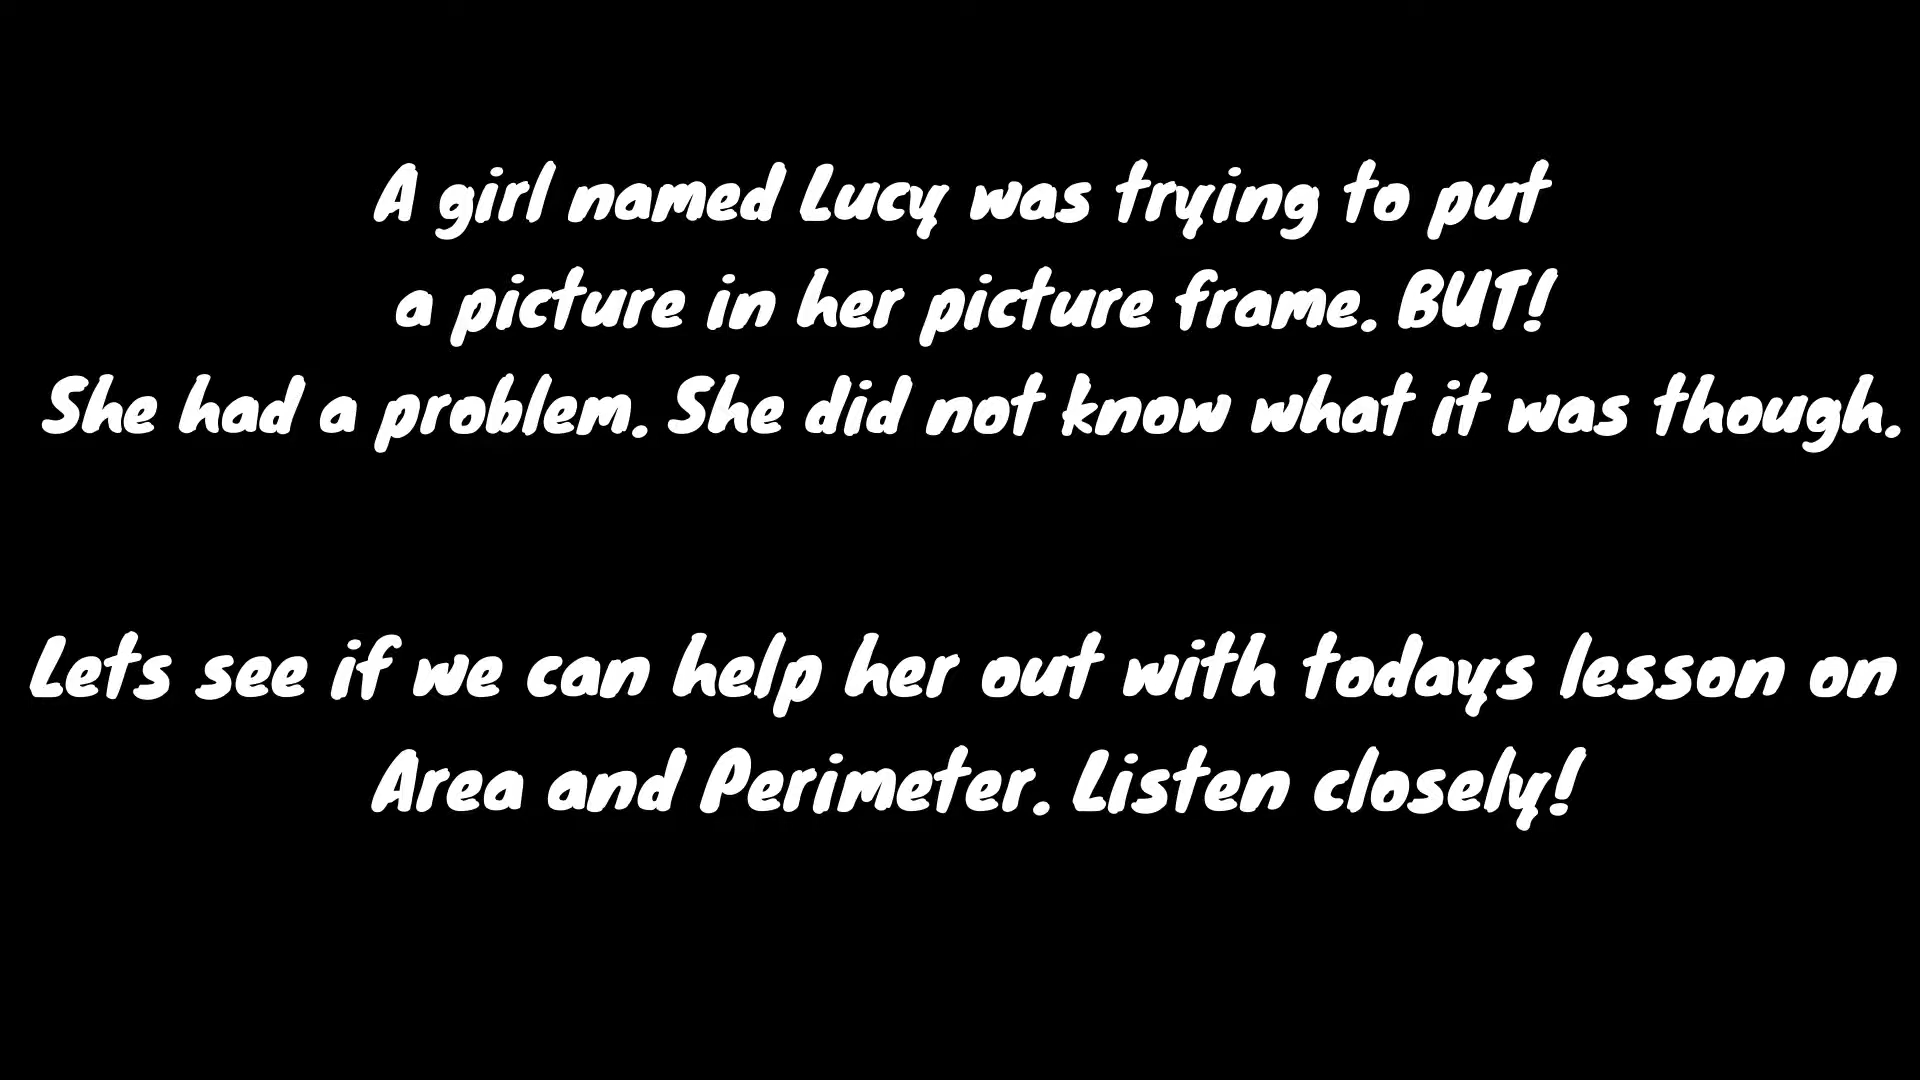 A girl named Lucy was trying to put
a picture in her picture frame. BUT!
She had a problem. She did not know what it was though.
Lets see if we can help her out with todays lesson on
Area and Perimeter. Listen closely!